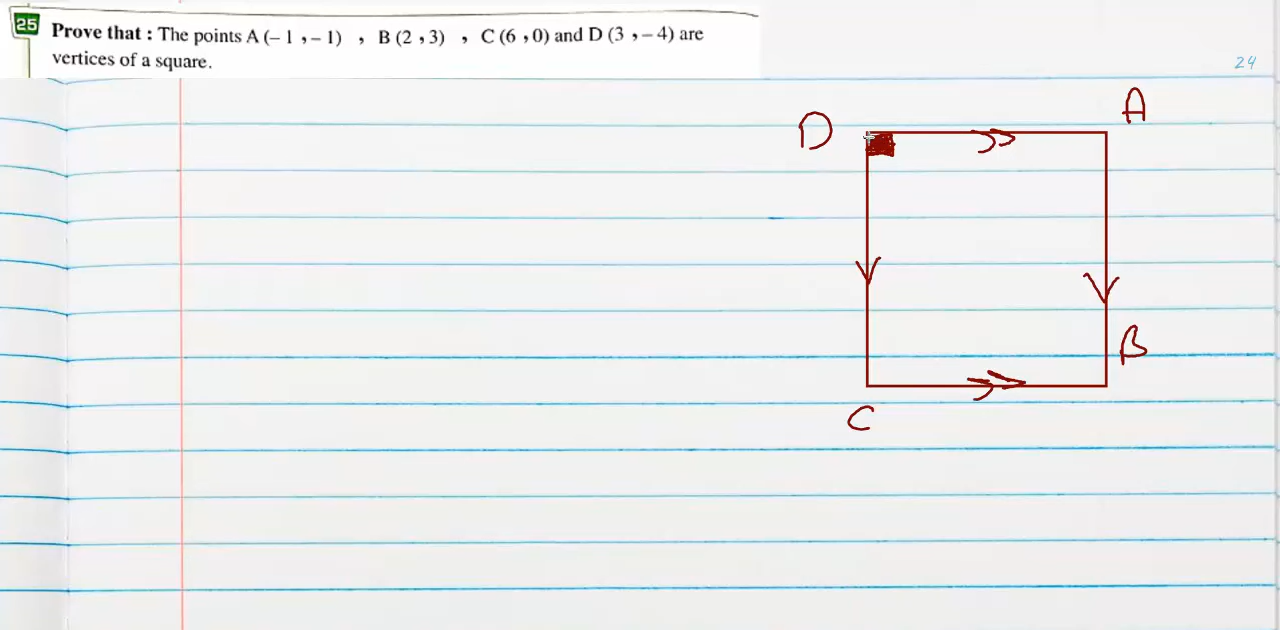 25 Prove that : The points A (– 1 , – 1) , B (2 , 3) , C (6 , 0) and D (3 , – 4) are
vertices of a square.
24
D A
B
C